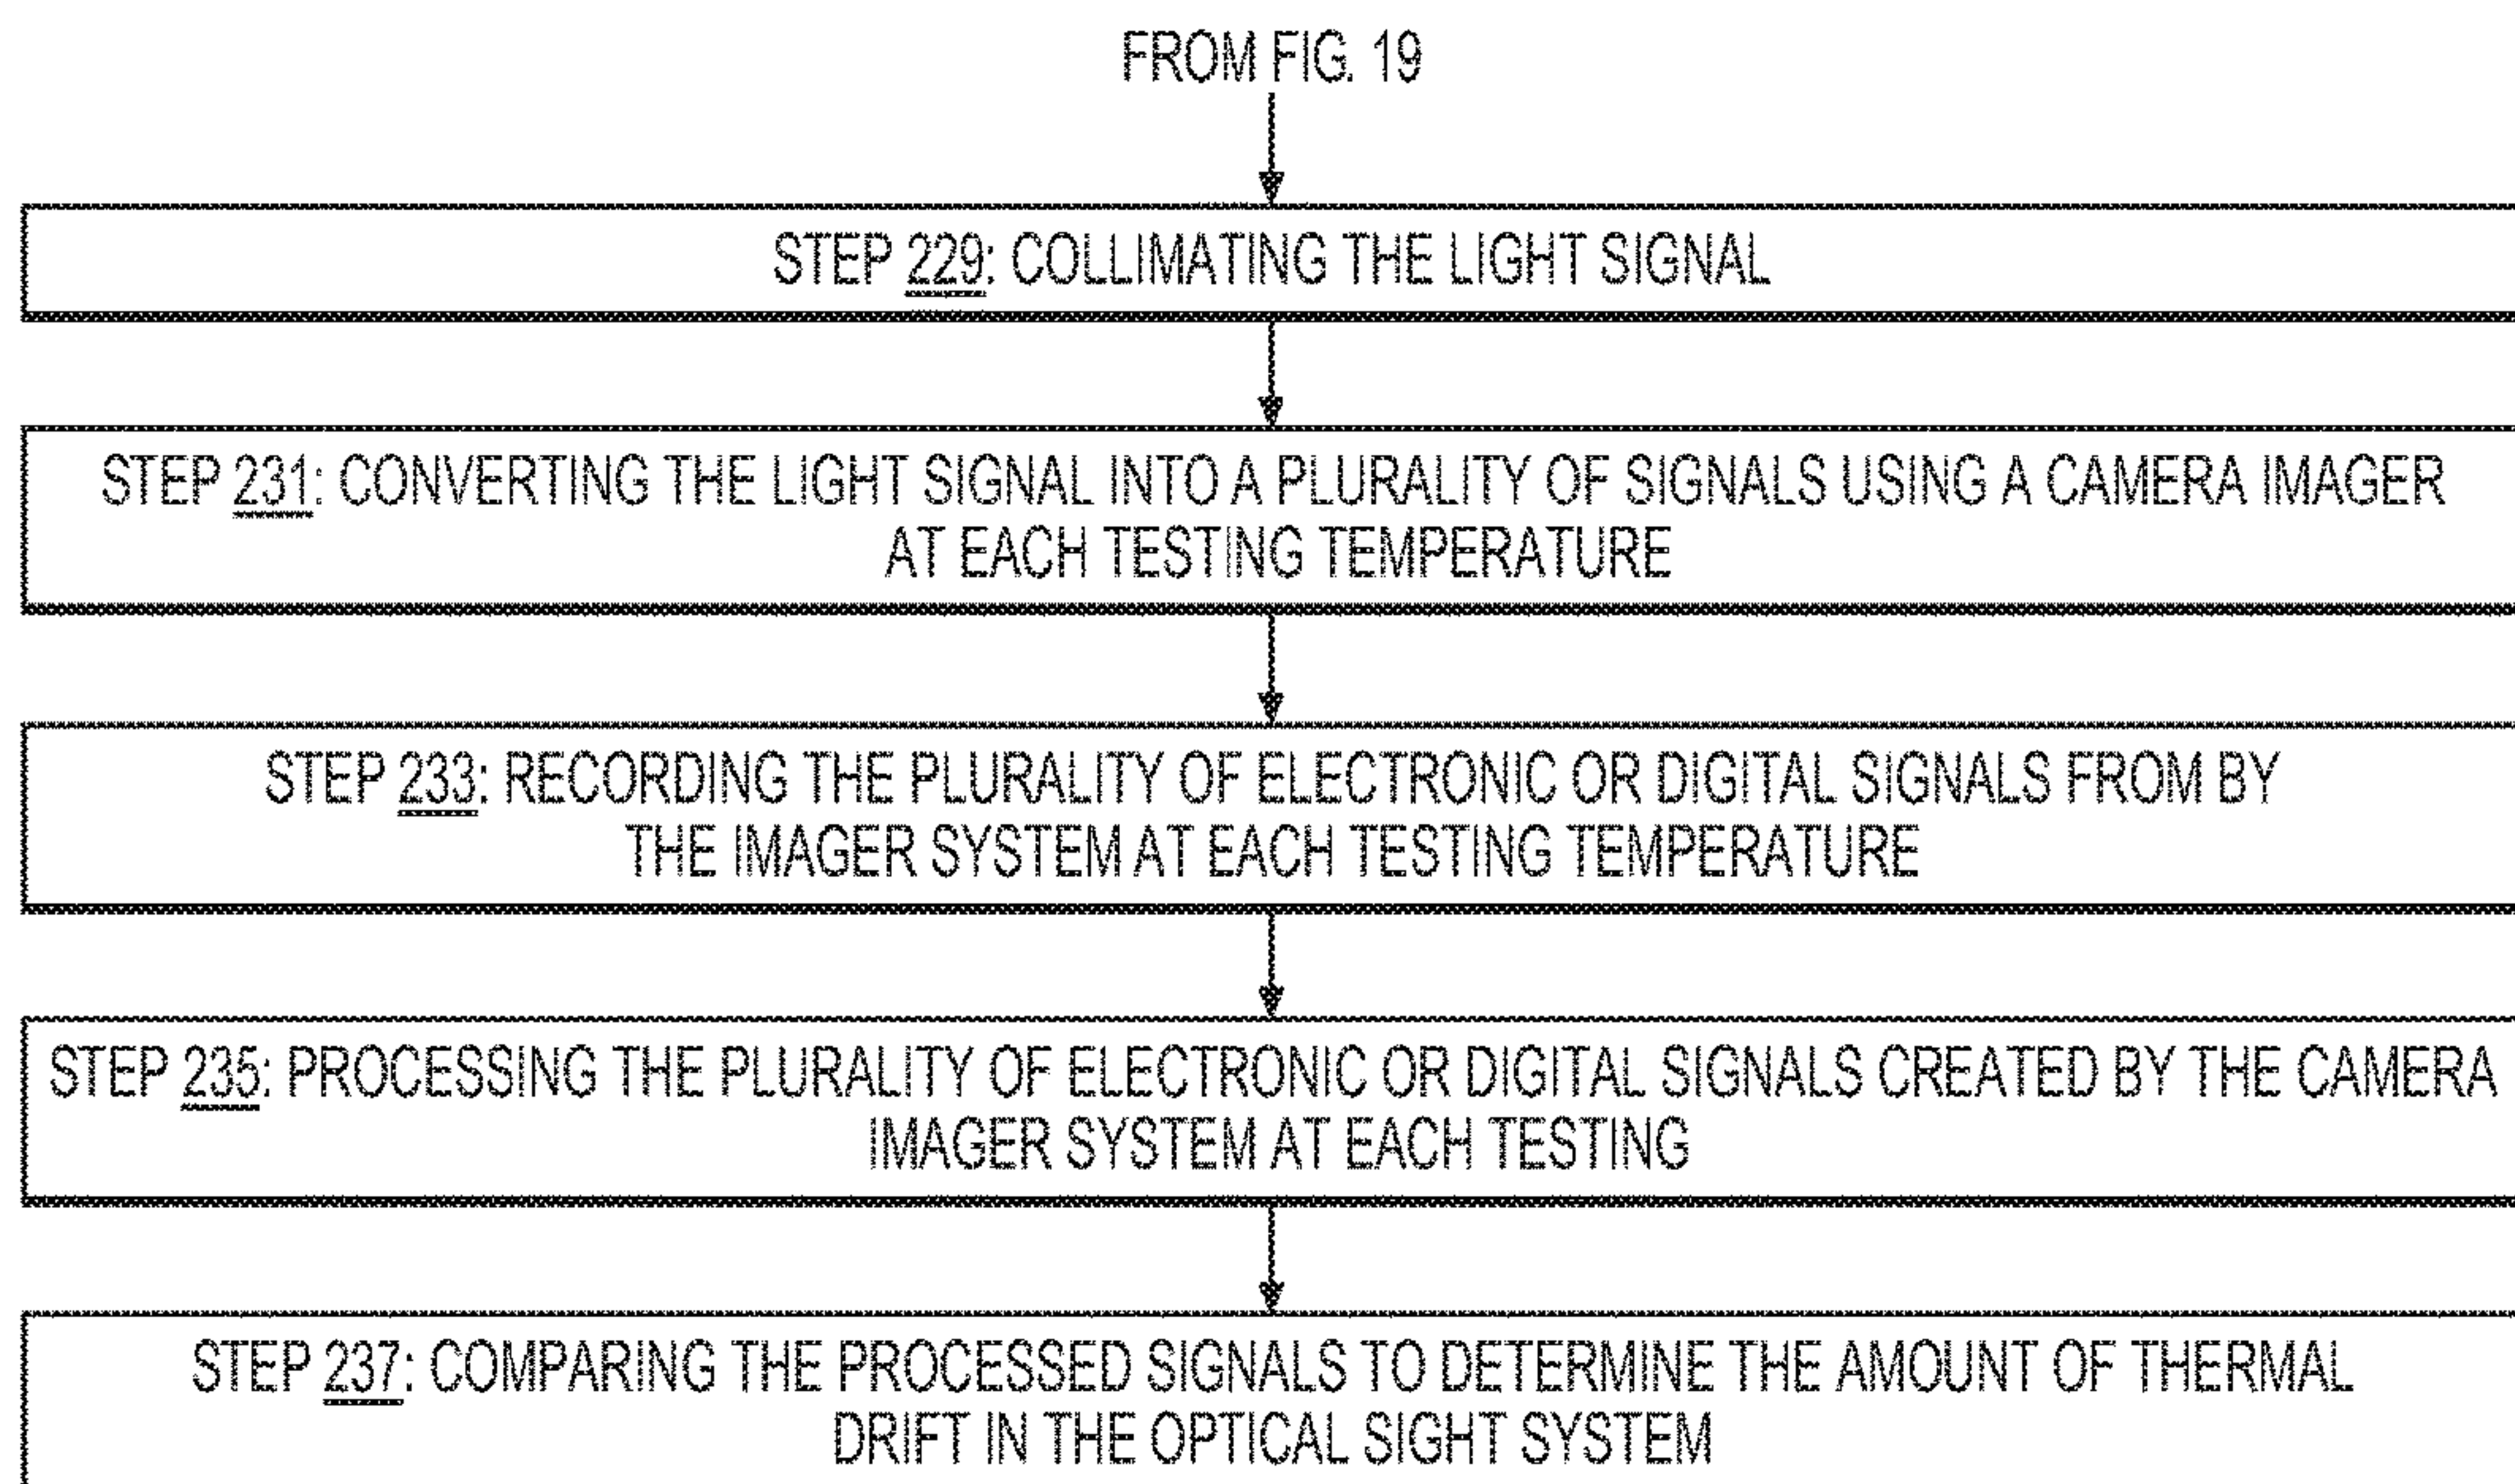 FROM FIG. 19
STEP 229: COLLIMATING THE LIGHT SIGNAL
STEP 231: CONVERTING THE LIGHT SIGNAL INTO A PLURALITY OF SIGNALS USING A CAMERA IMAGER
AT EACH TESTING TEMPERATURE
STEP 233: RECORDING THE PLURALITY OF ELECTRONIC OR DIGITAL SIGNALS FROM BY
THE IMAGER SYSTEM AT EACH TESTING TEMPERATURE
STEP 235: PROCESSING THE PLURALITY OF ELECTRONIC OR DIGITAL SIGNALS CREATED BY THE CAMERA
IMAGER SYSTEM AT EACH TESTING
STEP 237: COMPARING THE PROCESSED SIGNALS TO DETERMINE THE AMOUNT OF THERMAL
DRIFT IN THE OPTICAL SIGHT SYSTEM